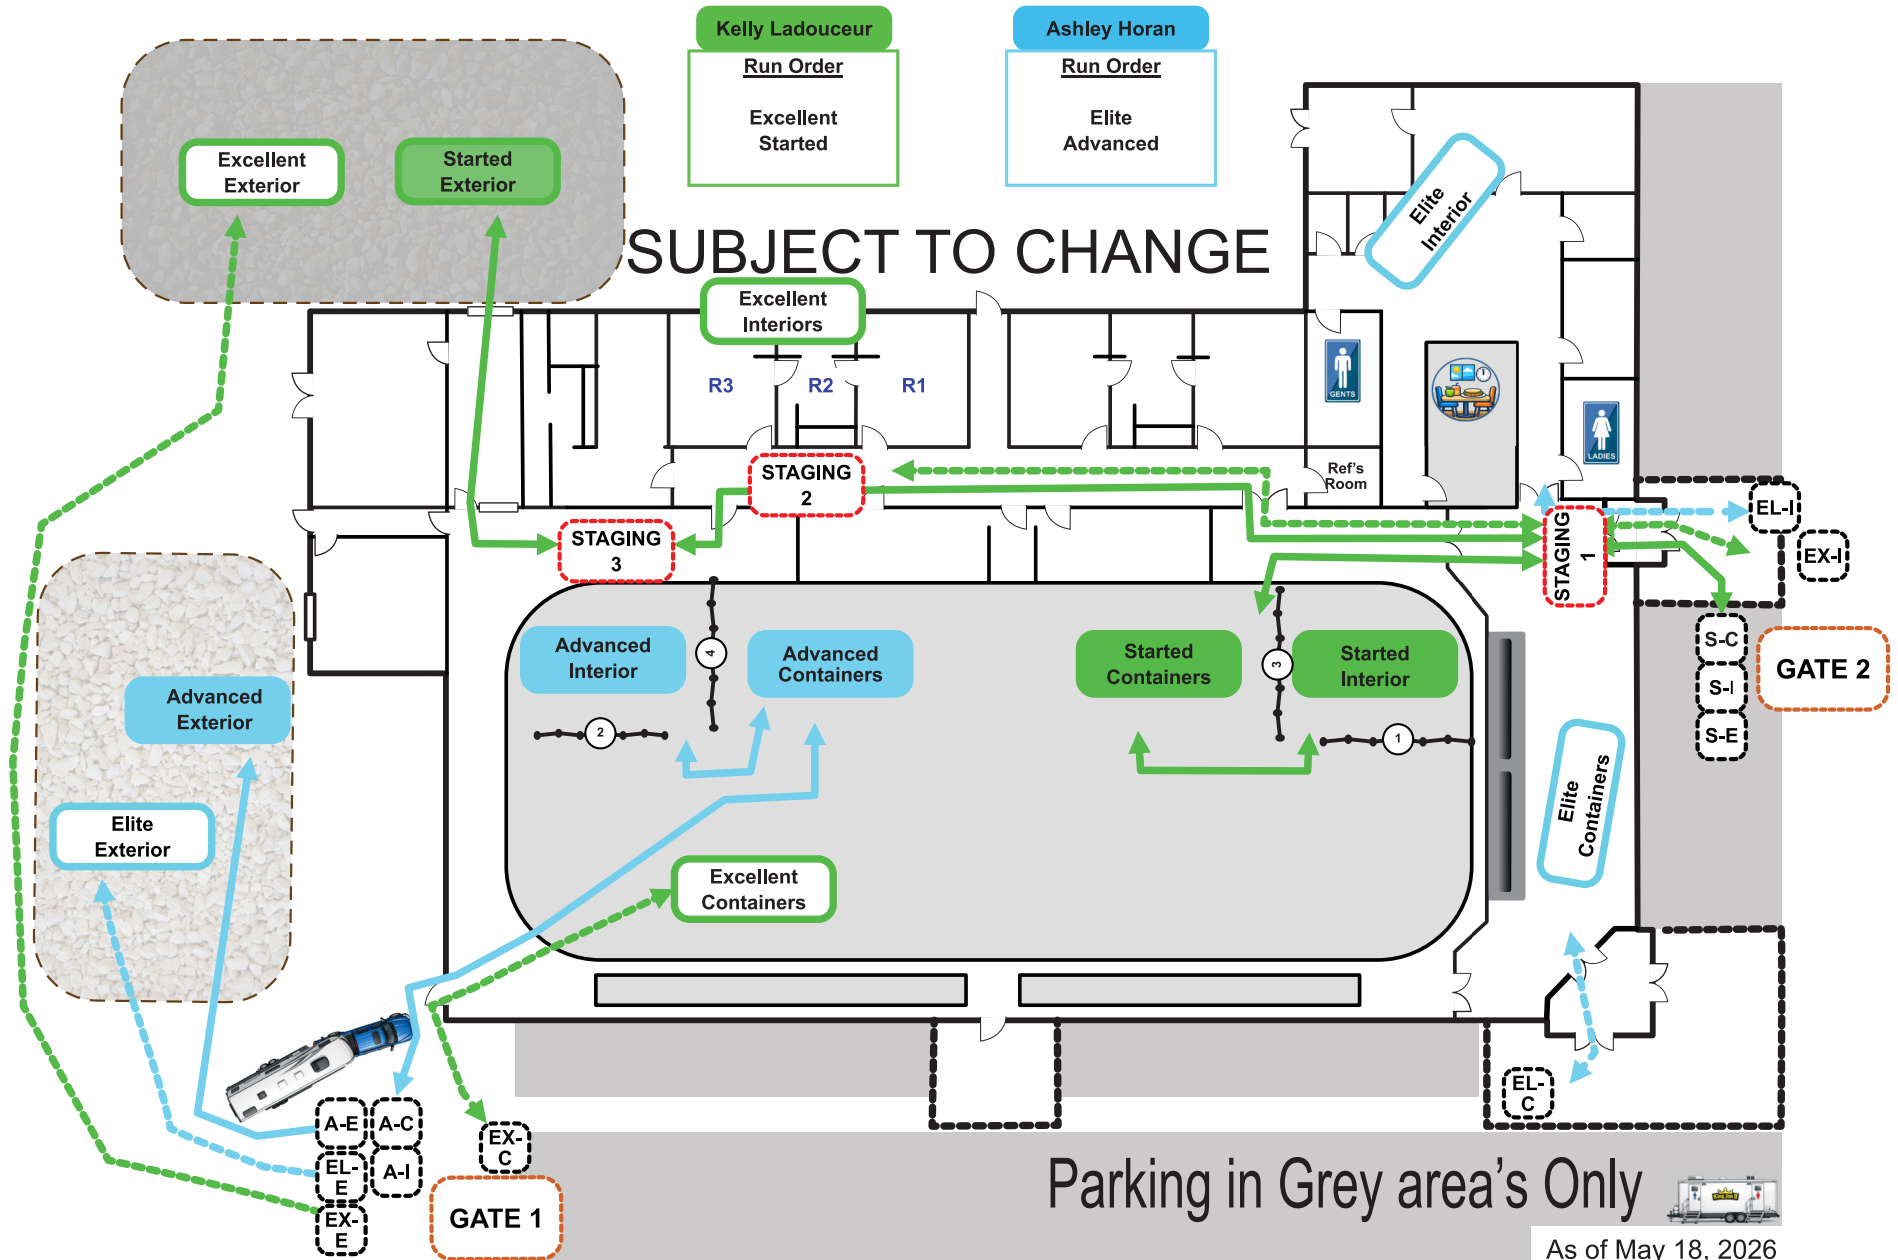 Kelly Ladouceur
Run Order
Excellent
Started
Ashley Horan
Run Order
Elite
Advanced
Excellent
Exterior
Started
Exterior
SUBJECT TO CHANGE
Elite
Interior
Excellent
Interiors
R3
R2
R1
GENTS
LADIES
Ref's
Room
STAGING
2
STAGING
3
STAGING
1
EL-I
EX-I
S-C
S-I
S-E
GATE 2
Advanced
Interior
4
Advanced
Containers
Started
Containers
3
Started
Interior
2
1
Advanced
Exterior
Elite
Exterior
Elite
Containers
Excellent
Containers
A-E
A-C
EL-
E
A-I
EX-
E
EX-
C
GATE 1
EL-
C
Parking in Grey area's Only
As of May 18, 2026